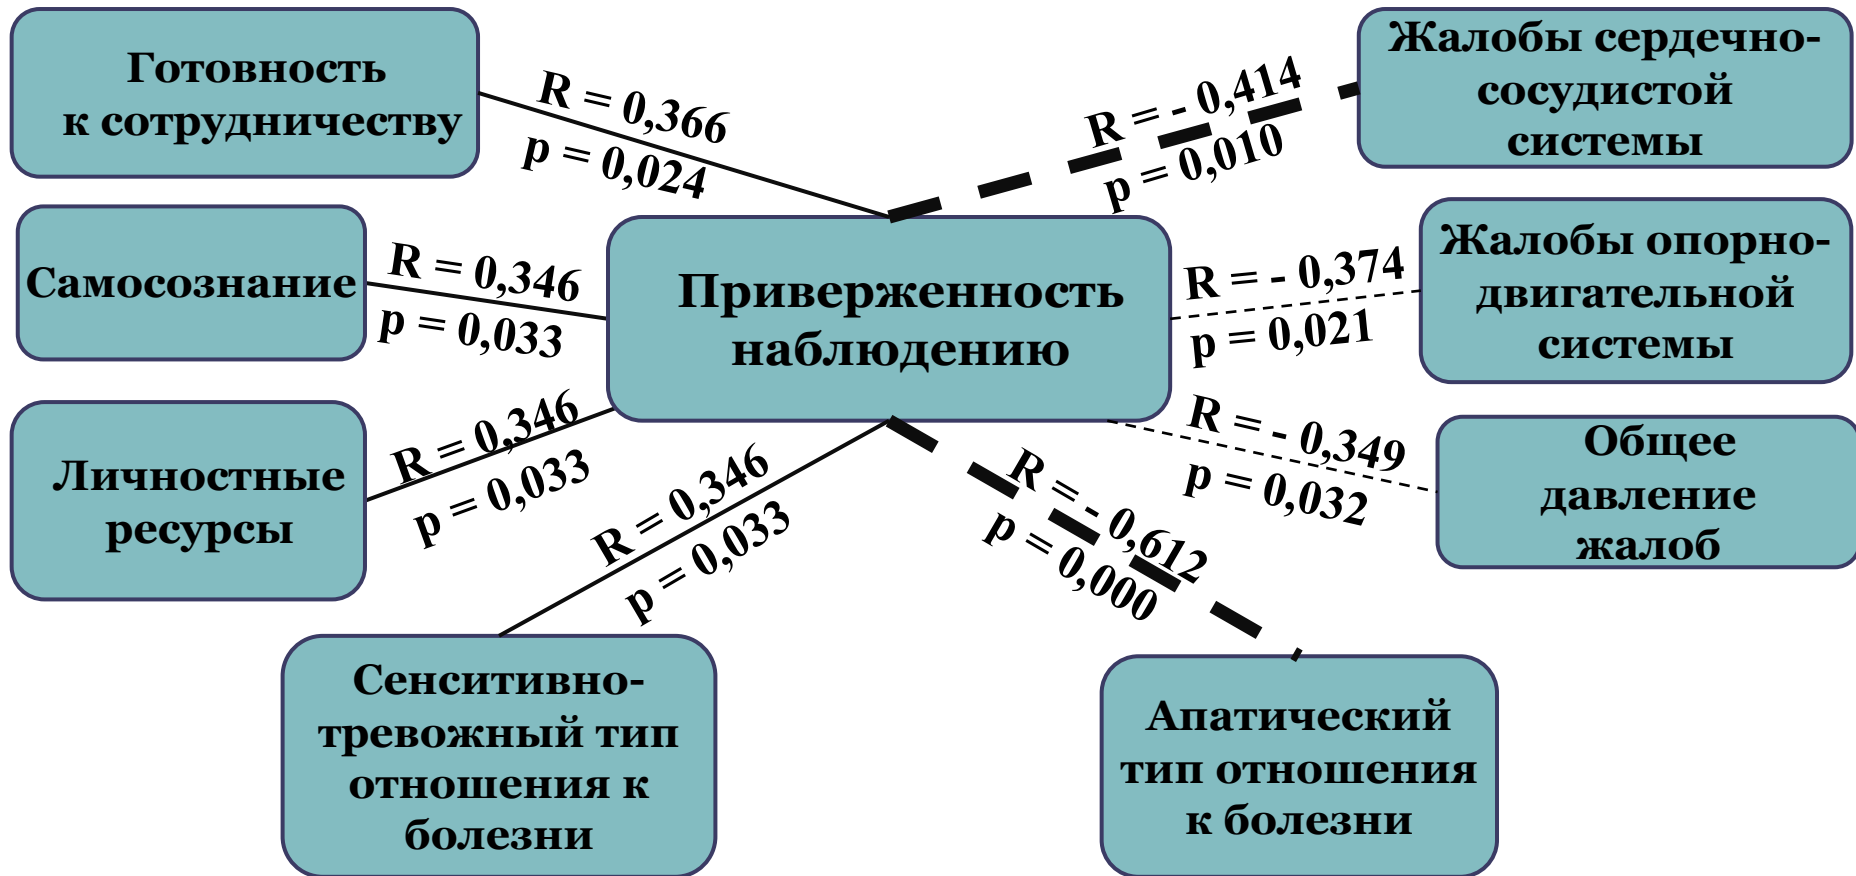 Готовность
к сотрудничеству
R = 0,366
p = 0,024
R = - 0,414
p = 0,010
Жалобы сердечно-
сосудистой
системы
Самосознание
R = 0,346
p = 0,033
Приверженность
наблюдению
R = - 0,374
p = 0,021
Жалобы опорно-
двигательной
системы
Личностные
ресурсы
R = 0,346
p = 0,033
R = 0,346
p = 0,033
R = - 0,612
p = 0,000
R = - 0,349
p = 0,032
Общее
давление
жалоб
Сенситивно-
тревожный тип
отношения к
болезни
Апатический
тип отношения
к болезни